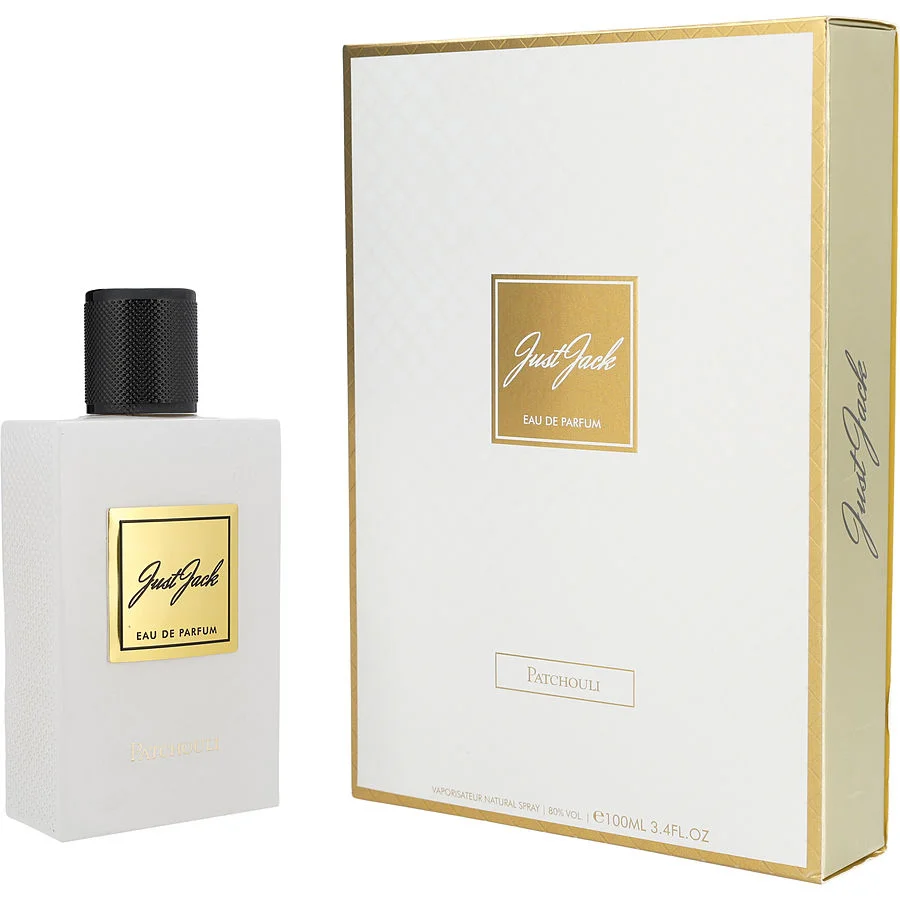 Just Jack
EAU DE PARFUM
PATCHOULI
Just Jack
EAU DE PARFUM
PATCHOULI
VAPORISATEUR NATURAL SPRAY | 80% VOL. | ℮100ML 3.4FL.OZ
Just Jack